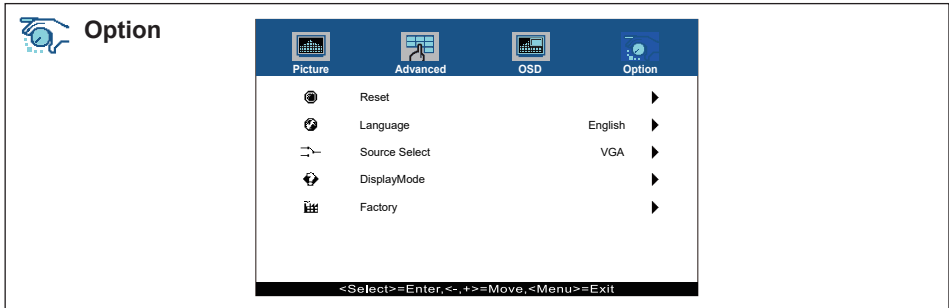 Option
Picture Advanced OSD Option
Reset
Language English
Source Select VGA
DisplayMode
Factory
<Select>=Enter,<-,+>=Move,<Menu>=Exit